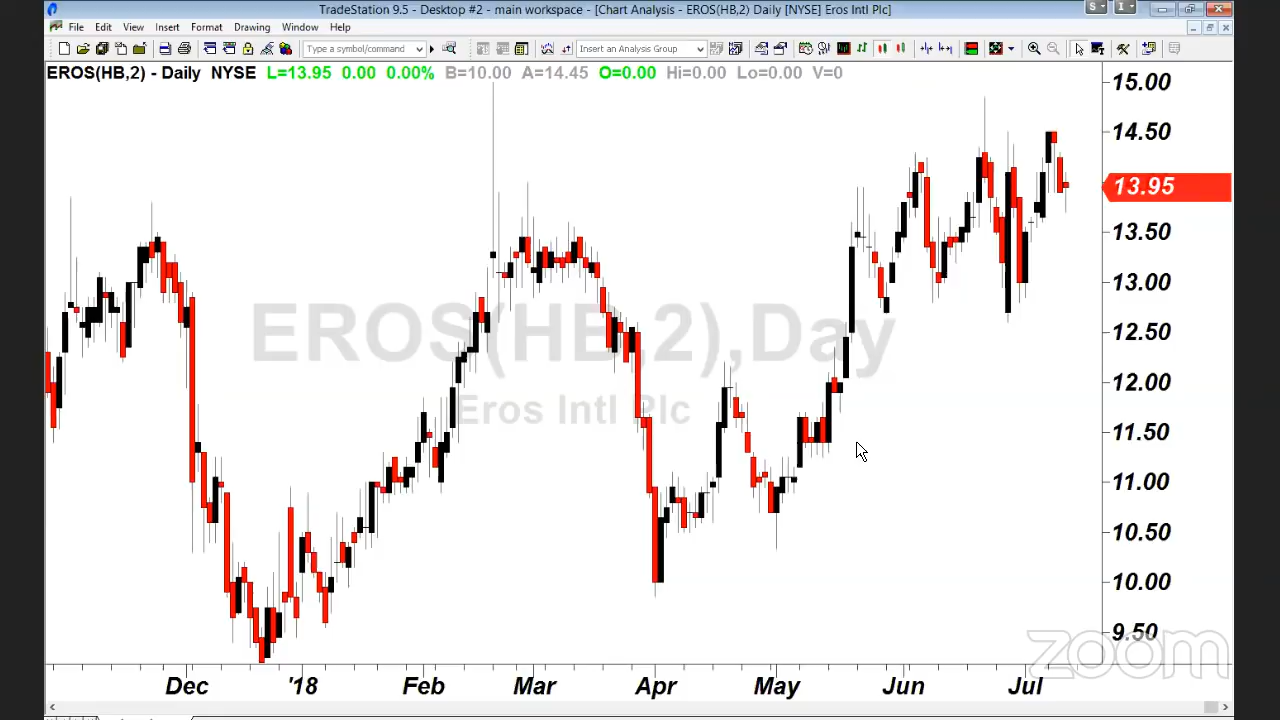 TradeStation 9.5 - Desktop #2 - main workspace - [Chart Analysis - EROS(HB,2) Daily [NYSE] Eros Intl Plc]
S I
File Edit View Insert Format Drawing Window Help
Type a symbol/command Insert an Analysis Group
EROS(HB,2) - Daily NYSE L=13.95 0.00 0.00% B=10.00 A=14.45 O=0.00 Hi=0.00 Lo=0.00 V=0
15.00
14.50
13.95
13.50
13.00
EROS(HB,2),Day
12.50
12.00
Eros Intl Plc
11.50
11.00
10.50
10.00
9.50
zoom
Dec '18 Feb Mar Apr May Jun Jul